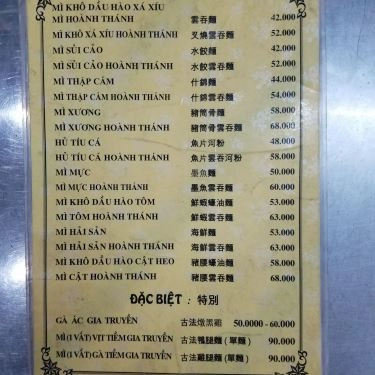 MÌ KHÔ DẦU HÀO XÁ XÍU
MÌ HOÀNH THÁNH 雲吞麵 42.000
MÌ KHÔ XÁ XÍU HOÀNH THÁNH 叉燒雲吞麵 52.000
MÌ SỦI CẢO 水餃麵 42.000
MÌ SỦI CẢO HOÀNH THÁNH 水餃雲吞麵 52.000
MÌ THẬP CẨM 什錦麵 44.000
MÌ THẬP CẨM HOÀNH THÁNH 什錦雲吞麵 54.000
MÌ XƯƠNG 豬筒骨麵 58.000
MÌ XƯƠNG HOÀNH THÁNH 豬筒骨雲吞麵 68.000
HỦ TÍU CÁ 魚片河粉 48.000
HỦ TÍU CÁ HOÀNH THÁNH 魚片雲吞河粉 58.000
MÌ MỰC 墨魚麵 50.000
MÌ MỰC HOÀNH THÁNH 墨魚雲吞麵 60.000
MÌ KHÔ DẦU HÀO TÔM 鮮蝦蠔油麵 53.000
MÌ TÔM HOÀNH THÁNH 鮮蝦雲吞麵 63.000
MÌ HẢI SẢN 海鮮麵 53.000
MÌ HẢI SẢN HOÀNH THÁNH 海鮮雲吞麵 63.000
MÌ KHÔ DẦU HÀO CẬT HEO 豬腰蠔油麵 58.000
MÌ CẬT HOÀNH THÁNH 豬腰雲吞麵 68.000
ĐẶC BIỆT : 特別
GÀ ÁC GIA TRUYỀN 古法燉黑雞 50.0000 - 60.000
MÌ (1 VẮT) VỊT TIỀM GIA TRUYỀN 古法鴨腿麵 ( 單麵 ) 90.000
MÌ (1 VẮT) GÀ TIỀM GIA TRUYỀN 古法雞腿麵 ( 單麵 ) 90.000